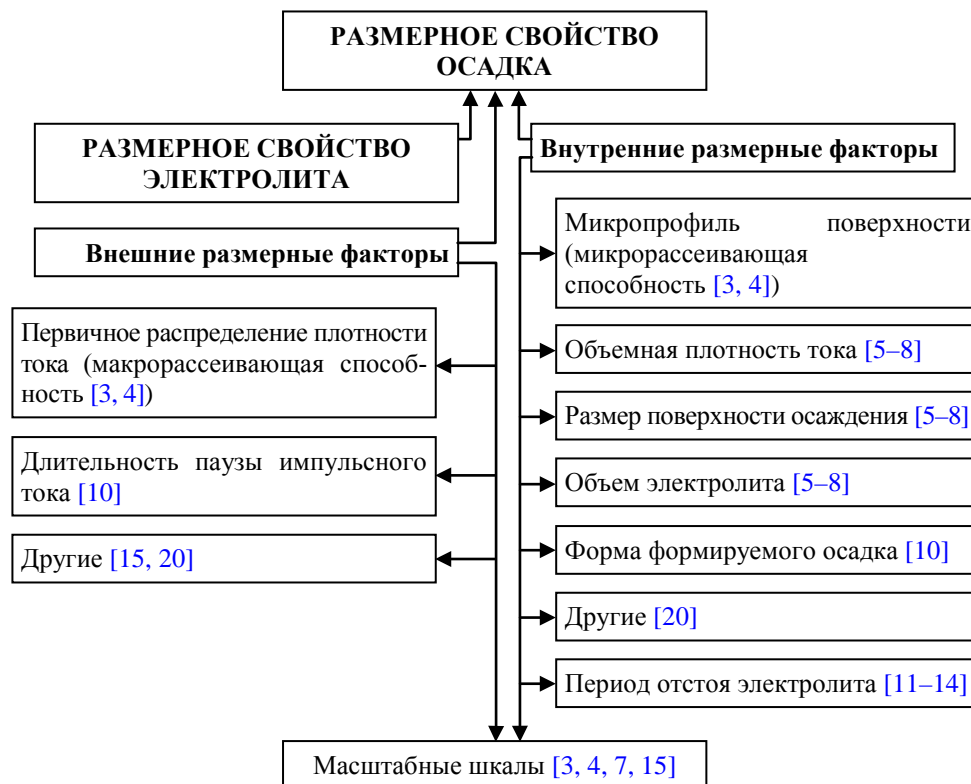 РАЗМЕРНОЕ СВОЙСТВО
ОСАДКА
РАЗМЕРНОЕ СВОЙСТВО
ЭЛЕКТРОЛИТА
Внутренние размерные факторы
Внешние размерные факторы
Микропрофиль поверхности
(микрорассеивающая
способность [3, 4])
Первичное распределение плотности
тока (макрорассеивающая способ-
ность [3, 4])
Объемная плотность тока [5–8]
Размер поверхности осаждения [5–8]
Длительность паузы импульсного
тока [10]
Объем электролита [5–8]
Другие [15, 20]
Форма формируемого осадка [10]
Другие [20]
Период отстоя электролита [11–14]
Масштабные шкалы [3, 4, 7, 15]